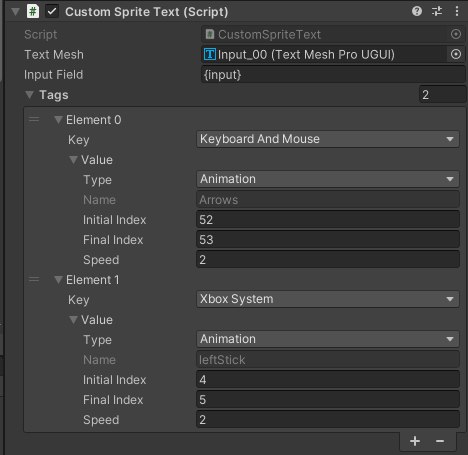 Custom Sprite Text (Script)
Script CustomSpriteText
Text Mesh Input_00 (Text Mesh Pro UGUI)
Input Field {input}
Tags 2
Element 0
Key Keyboard And Mouse
Value
Type Animation
Name Arrows
Initial Index 52
Final Index 53
Speed 2
Element 1
Key Xbox System
Value
Type Animation
Name leftStick
Initial Index 4
Final Index 5
Speed 2